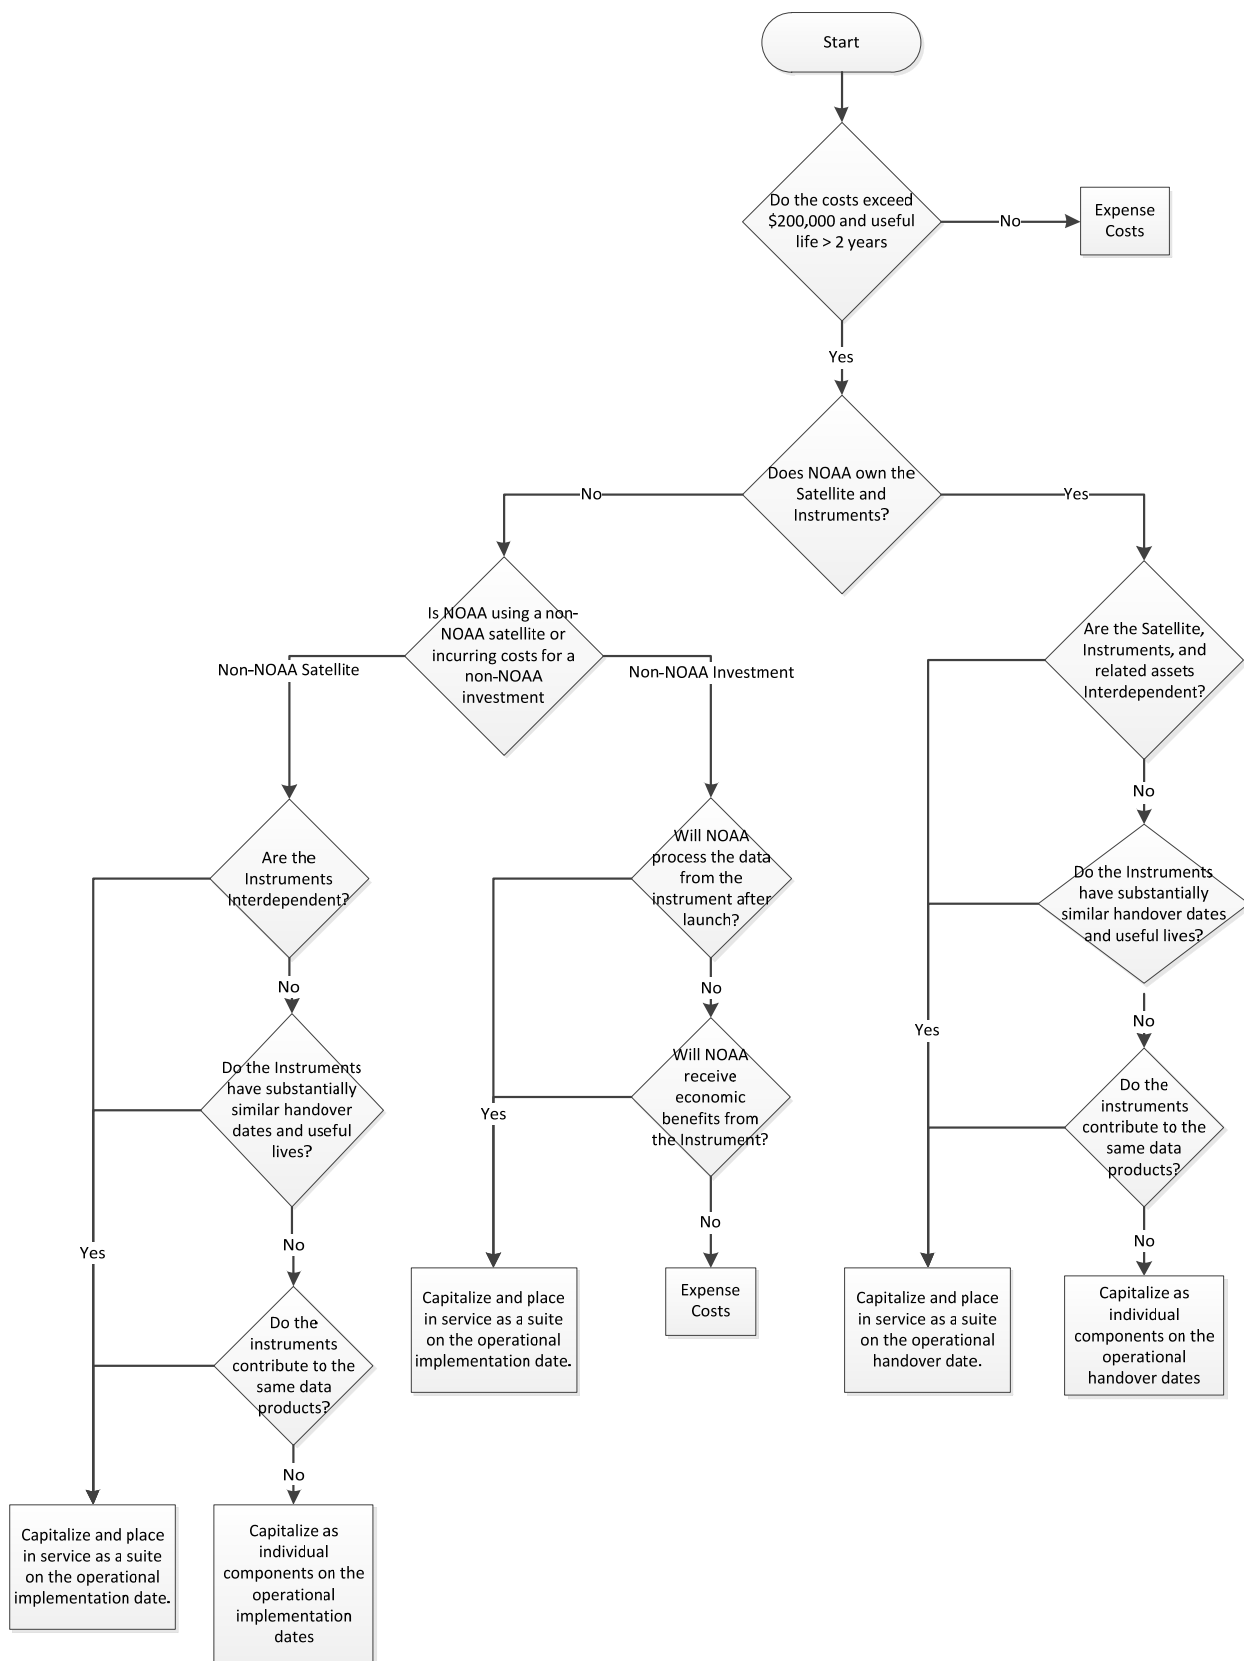 Start
Do the costs exceed
$200,000 and useful
life > 2 years
No
Expense
Costs
Yes
Does NOAA own the
Satellite and
Instruments?
No
Yes
Is NOAA using a non-
NOAA satellite or
incurring costs for a
non-NOAA
investment
Non-NOAA Satellite
Non-NOAA Investment
Are the Satellite,
Instruments, and
related assets
Interdependent?
No
Are the
Instruments
Interdependent?
Will NOAA
process the data
from the
instrument after
launch?
Do the Instruments
have substantially
similar handover dates
and useful lives?
No
No
No
Yes
Do the Instruments
have substantially
similar handover
dates and useful
lives?
Will NOAA
receive
economic
benefits from
the Instrument?
Do the
instruments
contribute to the
same data
products?
Yes
No
No
No
Yes
Capitalize and place
in service as a suite
on the operational
implementation date.
Expense
Costs
Capitalize and place
in service as a suite
on the operational
handover date.
Capitalize as
individual
components on the
operational
handover dates
Do the
instruments
contribute to the
same data
products?
No
Capitalize and place
in service as a suite
on the operational
implementation date.
Capitalize as
individual
components on the
operational
implementation
dates